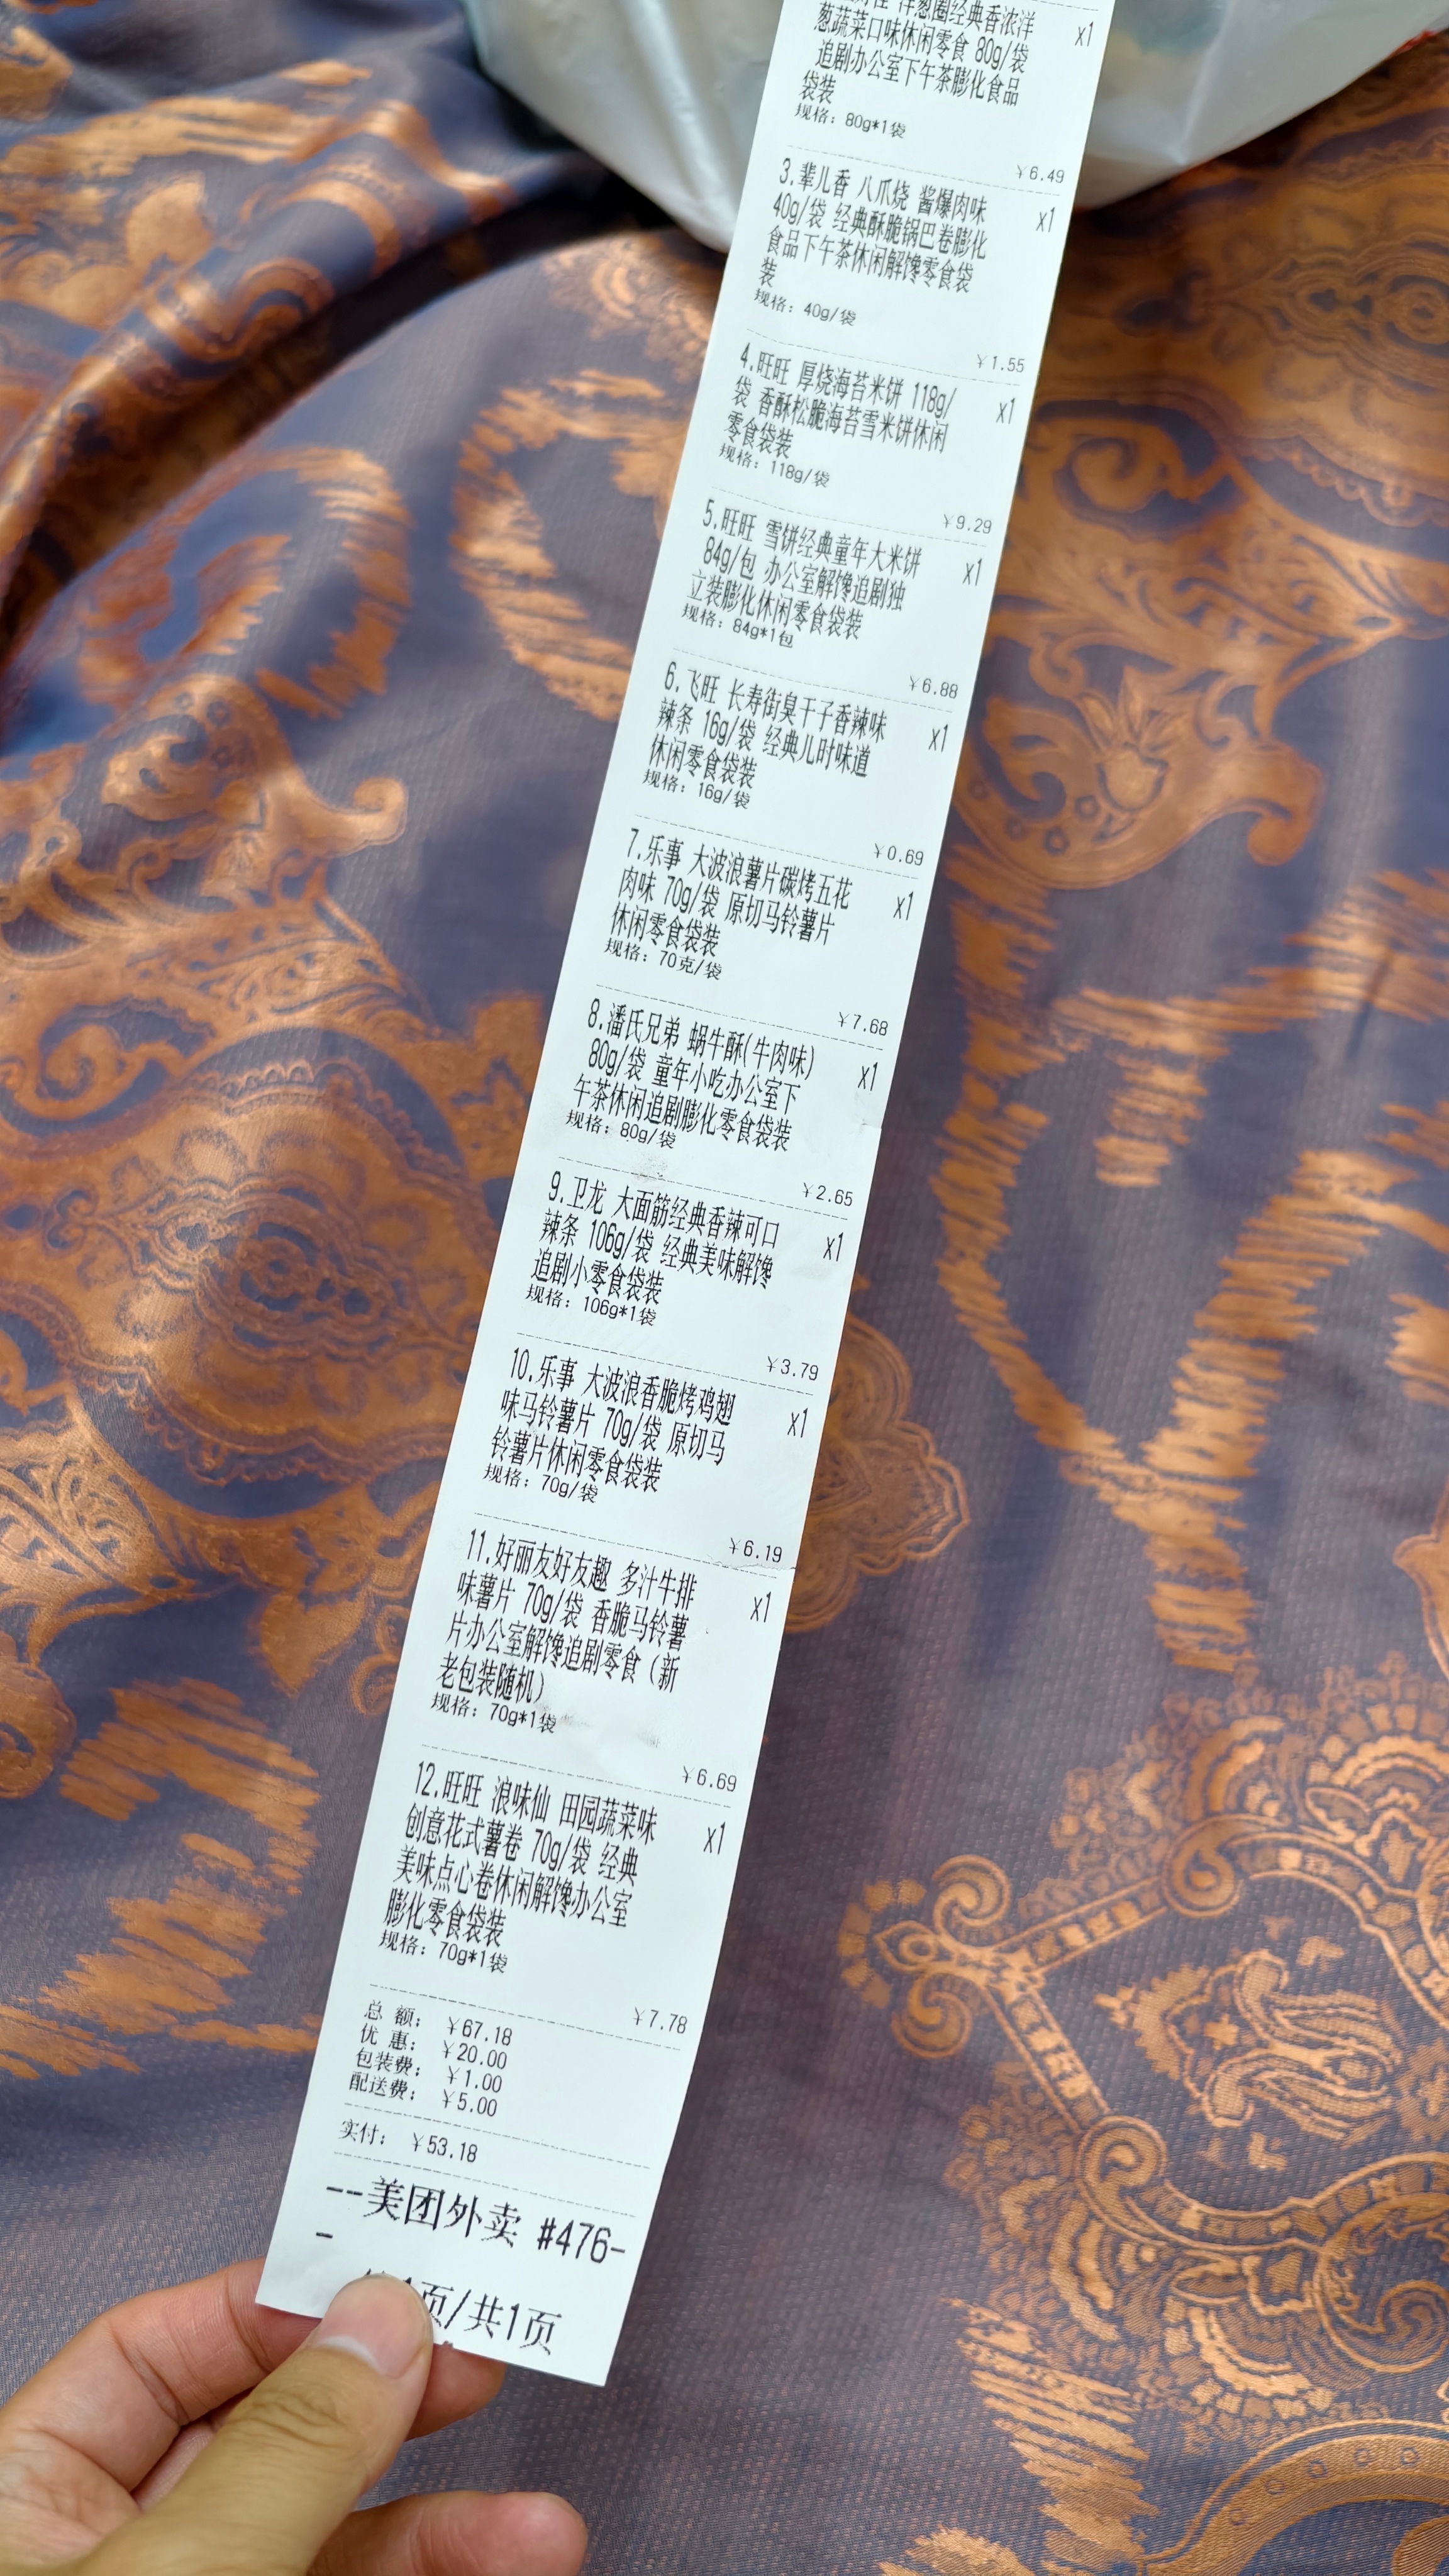 洋葱圈经典香浓洋
x1
葱蔬菜口味休闲零食 80g/袋
追剧办公室下午茶膨化食品
袋装
规格：80g*1袋
￥6.49
3.辈儿香 八爪烧 酱爆肉味
x1
40g/袋 经典酥脆锅巴卷膨化
食品下午茶休闲解馋零食袋
装
规格：40g/袋
￥1.55
4.旺旺 厚烧海苔米饼 118g/
x1
袋 香酥松脆海苔雪米饼休闲
零食袋装
规格：118g/袋
￥9.29
5.旺旺 雪饼经典童年大米饼
x1
84g/包 办公室解馋追剧独
立装膨化休闲零食袋装
规格：84g*1包
￥6.88
6.飞旺 长寿街臭干子香辣味
x1
辣条 16g/袋 经典儿时味道
休闲零食袋装
规格：16g/袋
￥0.69
7.乐事 大波浪薯片碳烤五花
x1
肉味 70g/袋 原切马铃薯片
休闲零食袋装
规格：70克/袋
￥7.68
8.潘氏兄弟 蜗牛酥(牛肉味)
x1
80g/袋 童年小吃办公室下
午茶休闲追剧膨化零食袋装
规格：80g/袋
￥2.65
9.卫龙 大面筋经典香辣可口
x1
辣条 106g/袋 经典美味解馋
追剧小零食袋装
规格：106g*1袋
￥3.79
10.乐事 大波浪香脆烤鸡翅
x1
味马铃薯片 70g/袋 原切马
铃薯片休闲零食袋装
规格：70g/袋
￥6.19
11.好丽友好友趣 多汁牛排
x1
味薯片 70g/袋 香脆马铃薯
片办公室解馋追剧零食（新
老包装随机）
规格：70g*1袋
￥6.69
12.旺旺 浪味仙 田园蔬菜味
x1
创意花式薯卷 70g/袋 经典
美味点心卷休闲解馋办公室
膨化零食袋装
规格：70g*1袋
￥7.78
总 额：￥67.18
优 惠：￥20.00
包装费：￥1.00
配送费：￥5.00
实付：￥53.18
--美团外卖 #476-
-
页/共1页